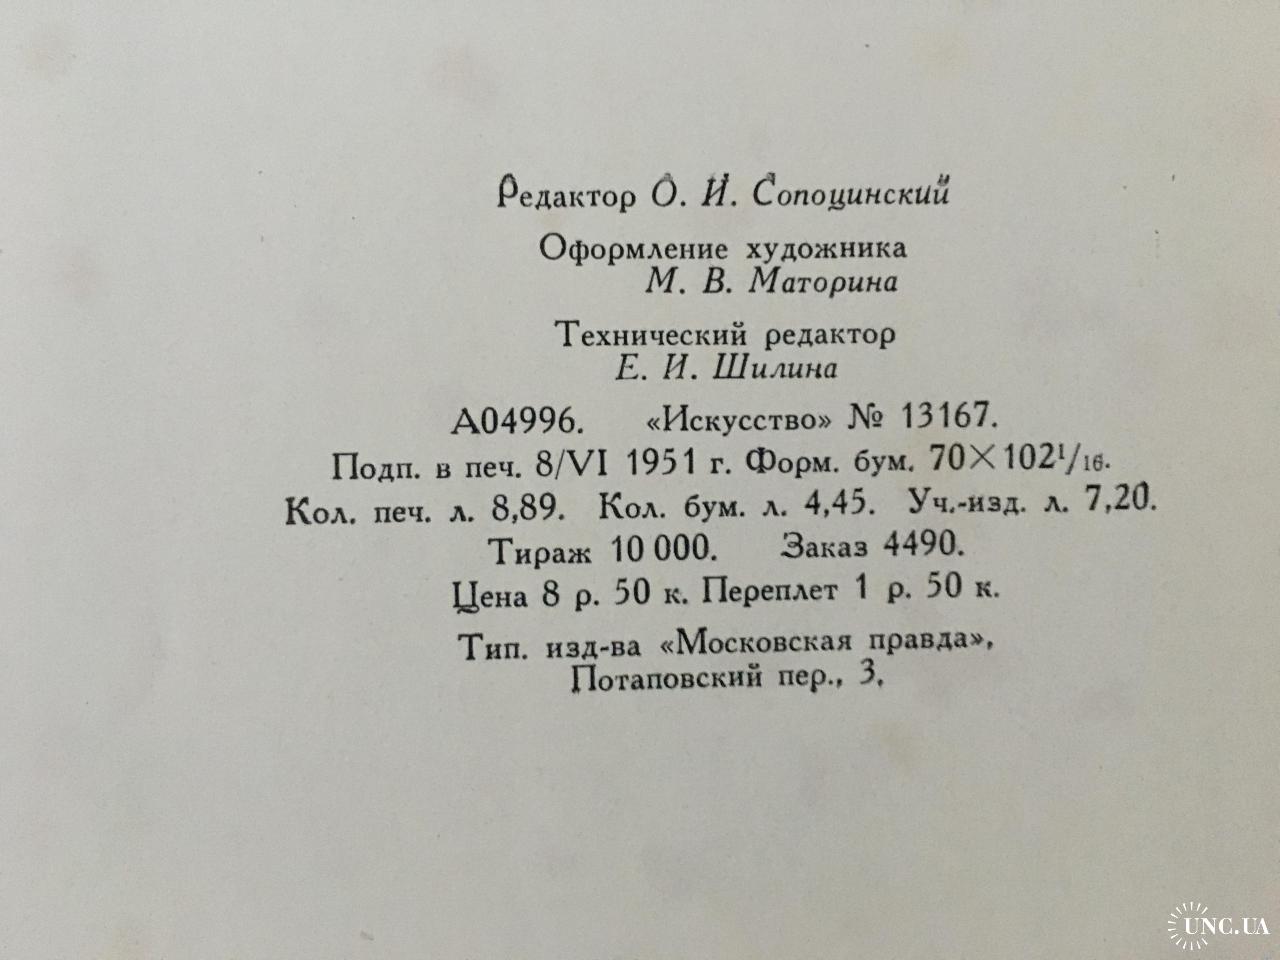 Редактор О. И. Сопоцинский
Оформление художника
М. В. Маторина
Технический редактор
Е. И. Шилина
А04996. «Искусство» № 13167.
Подп. в печ. 8/VI 1951 г. Форм. бум. 70×102¹/₁₆.
Кол. печ. л. 8,89. Кол. бум. л. 4,45. Уч.-изд. л. 7,20.
Тираж 10 000. Заказ 4490.
Цена 8 р. 50 к. Переплет 1 р. 50 к.
Тип. изд-ва «Московская правда»,
Потаповский пер., 3,
UNC.UA